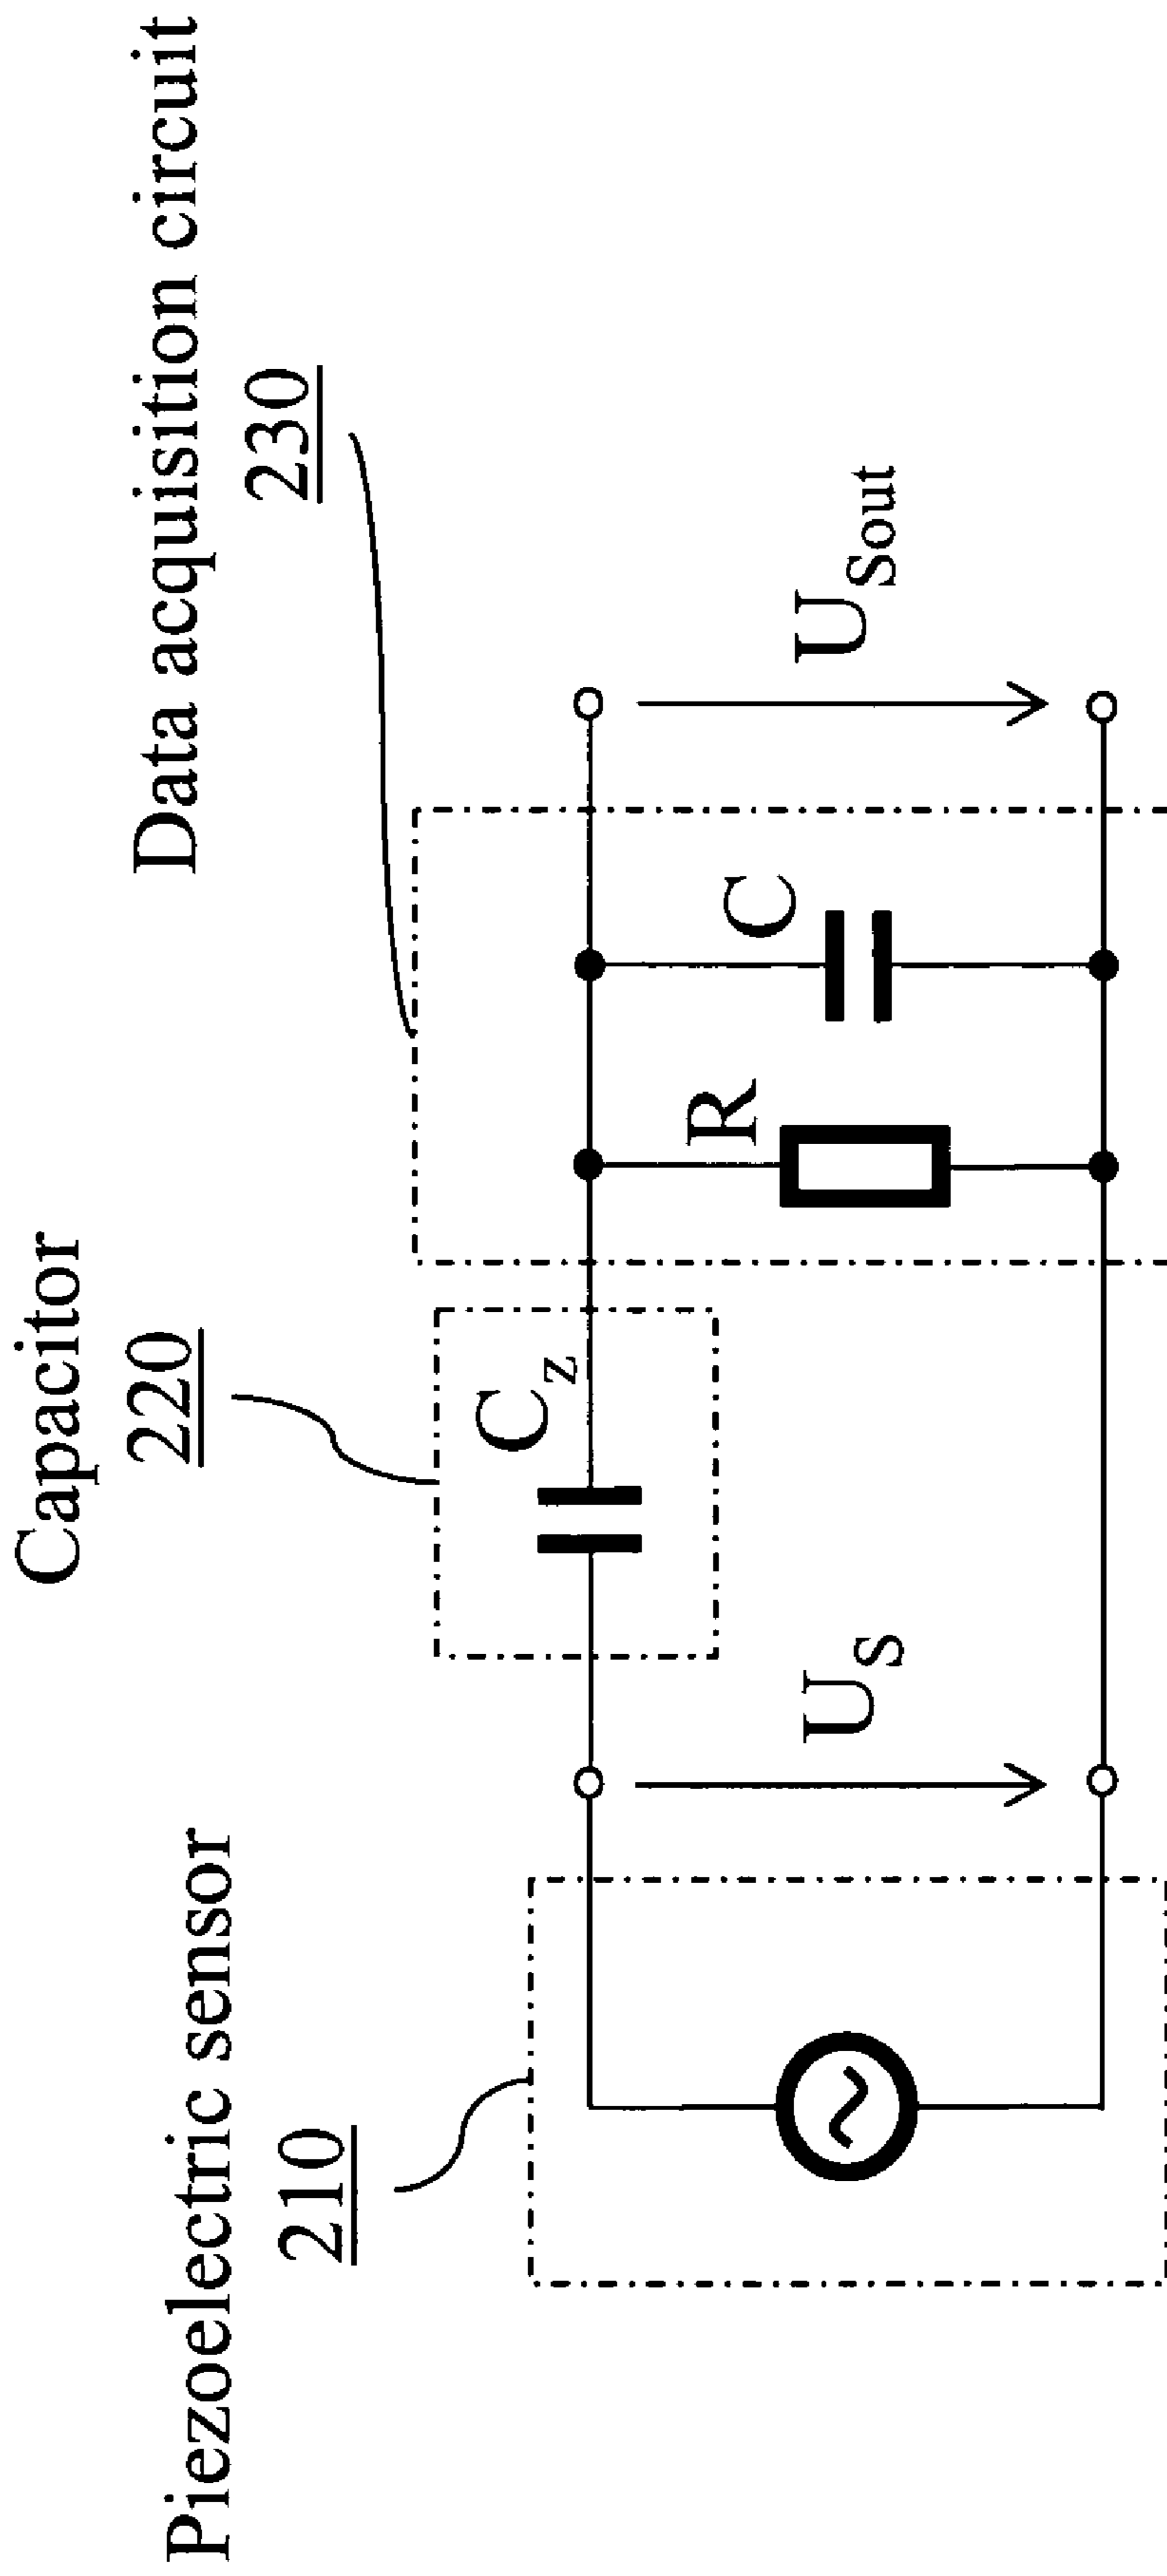 Piezoelectric sensor
210
Capacitor
220
Data acquisition circuit
230
C_z
R
C
U_S
U_Sout